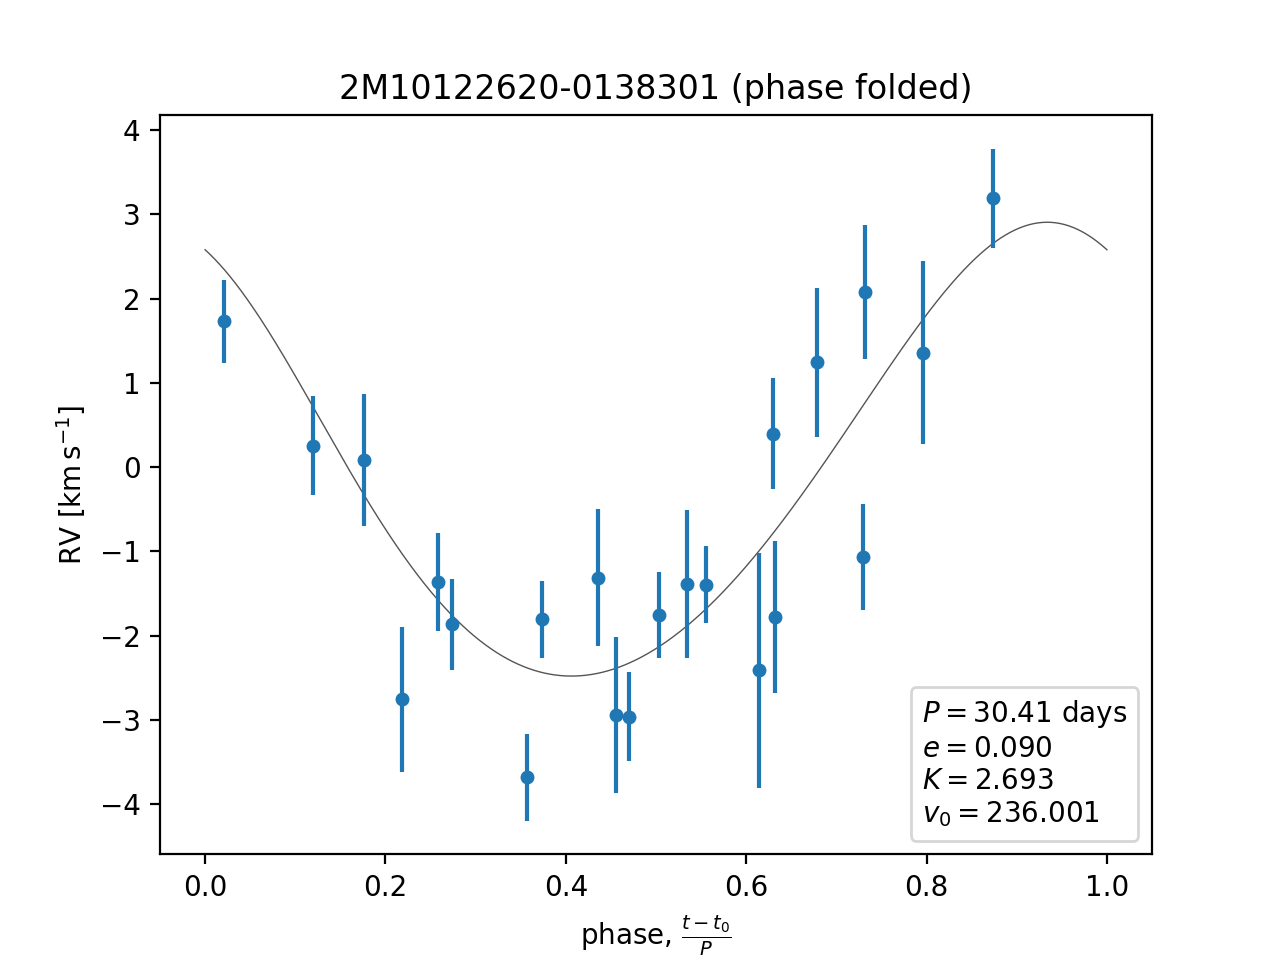 2M10122620-0138301 (phase folded)
4
3
2
1
0
−1
−2
−3
−4
RV [km s⁻¹]
P = 30.41 days
e = 0.090
K = 2.693
v₀ = 236.001
0.0 0.2 0.4 0.6 0.8 1.0
phase, (t − t₀)/P